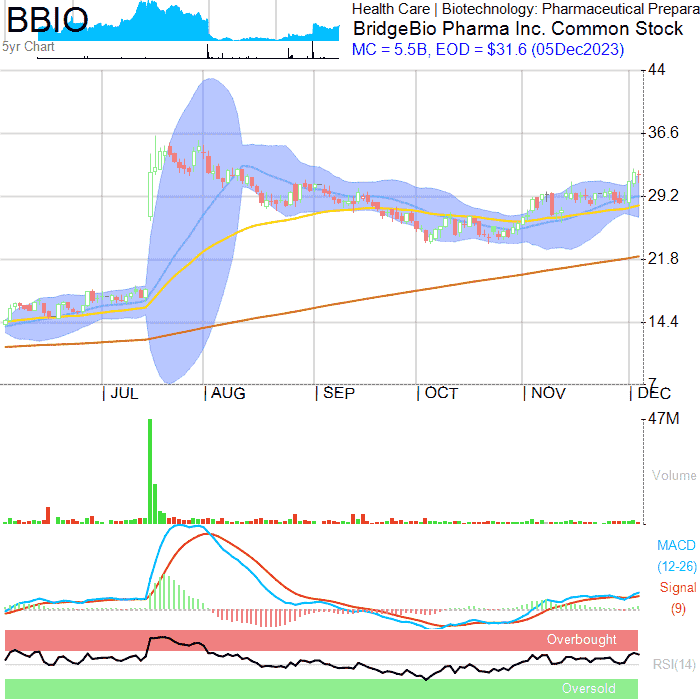 BBIO
5yr Chart
Health Care | Biotechnology: Pharmaceutical Prepara
BridgeBio Pharma Inc. Common Stock
MC = 5.5B, EOD = $31.6 (05Dec2023)
44
36.6
29.2
21.8
14.4
7
JUL AUG SEP OCT NOV DEC
47M
Volume
MACD
(12-26)
Signal
(9)
Overbought
RSI(14)
Oversold